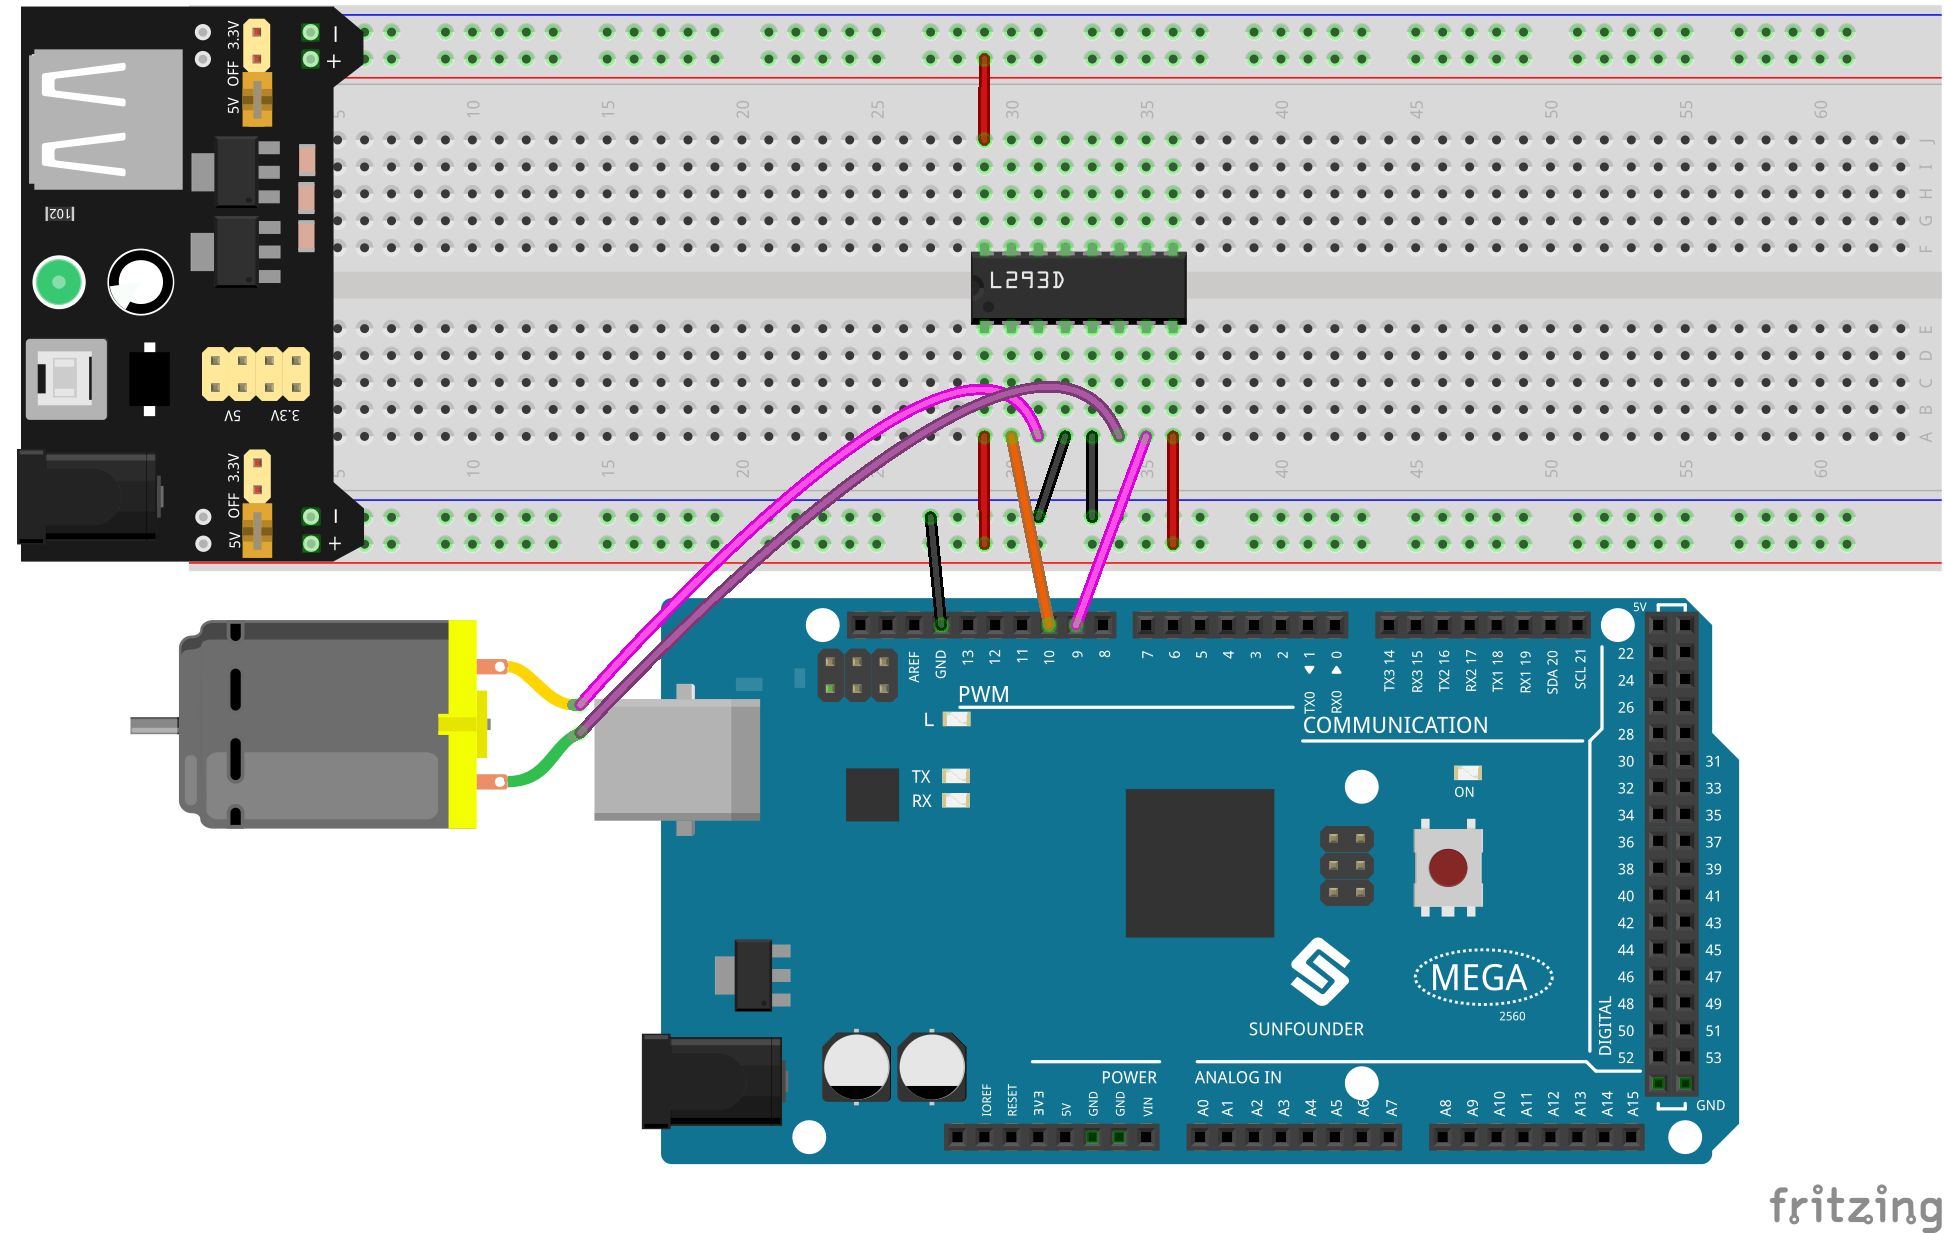 3.3V
OFF
5V
− +
102
5V 3.3V
3.3V
OFF
5V
− +
5 10 15 20 25 30 35 40 45 50 55 60
J
I
H
G
F
L293D
E
D
C
B
A
5 10 15 20 30 35 40 45 50 55 60
5V
AREF GND 13 12 11 10 9 8 7 6 5 4 3 2 1 0
TX0 RX0
TX3 14 RX3 15 TX2 16 RX2 17 TX1 18 RX1 19 SDA 20 SCL 21
PWM
L
COMMUNICATION
TX
RX
ON
22
24
26
28
30 31
32 33
34 35
36 37
38 39
40 41
42 43
44 45
46 47
48 49
50 51
52 53
DIGITAL
GND
MEGA
2560
SUNFOUNDER
POWER ANALOG IN
IOREF RESET 3V3 5V GND GND VIN
A0 A1 A2 A3 A4 A5 A6 A7 A8 A9 A10 A11 A12 A13 A14 A15
fritzing